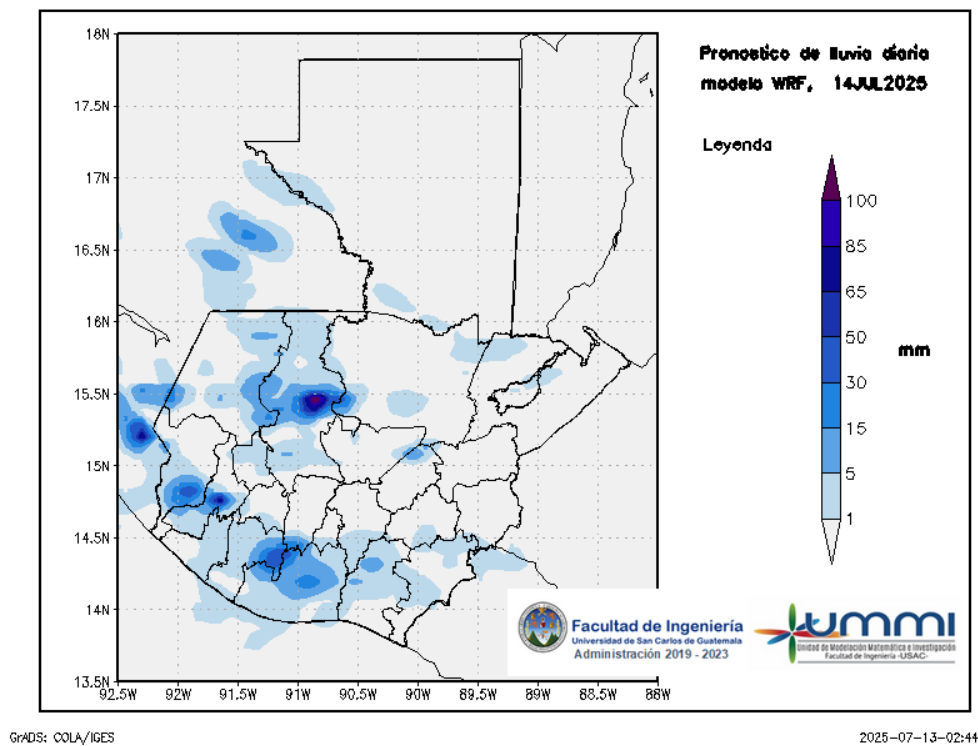 Pronostico de lluvia diaria
modelo WRF, 14JUL2025
Leyenda
100
85
65
50
30
15
5
1
mm
18N
17.5N
17N
16.5N
16N
15.5N
15N
14.5N
14N
13.5N
92.5W 92W 91.5W 91W 90.5W 90W 89.5W 89W 88.5W 88W
Facultad de Ingeniería
Universidad de San Carlos de Guatemala
Administración 2019 - 2023
ummi
Unidad de Modelación Matemática e Investigación
Facultad de Ingeniería -USAC-
GrADS: COLA/IGES
2025-07-13-02:44